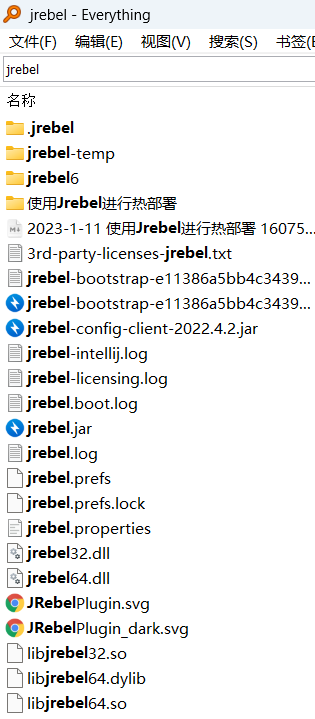 jrebel - Everything
文件(F) 编辑(E) 视图(V) 搜索(S) 书签(E
jrebel
名称
.jrebel
jrebel-temp
jrebel6
使用Jrebel进行热部署
2023-1-11 使用Jrebel进行热部署 16075...
3rd-party-licenses-jrebel.txt
jrebel-bootstrap-e11386a5bb4c3439...
jrebel-bootstrap-e11386a5bb4c3439...
jrebel-config-client-2022.4.2.jar
jrebel-intellij.log
jrebel-licensing.log
jrebel.boot.log
jrebel.jar
jrebel.log
jrebel.prefs
jrebel.prefs.lock
jrebel.properties
jrebel32.dll
jrebel64.dll
JRebelPlugin.svg
JRebelPlugin_dark.svg
libjrebel32.so
libjrebel64.dylib
libjrebel64.so